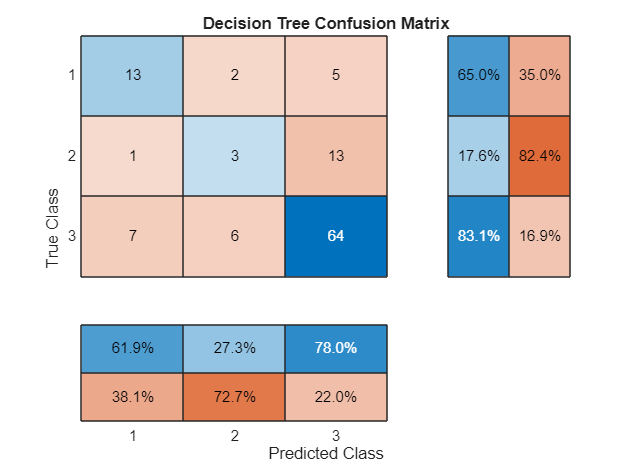 Decision Tree Confusion Matrix
True Class
1 13 2 5 65.0% 35.0%
2 1 3 13 17.6% 82.4%
3 7 6 64 83.1% 16.9%
61.9% 27.3% 78.0%
38.1% 72.7% 22.0%
1 2 3
Predicted Class